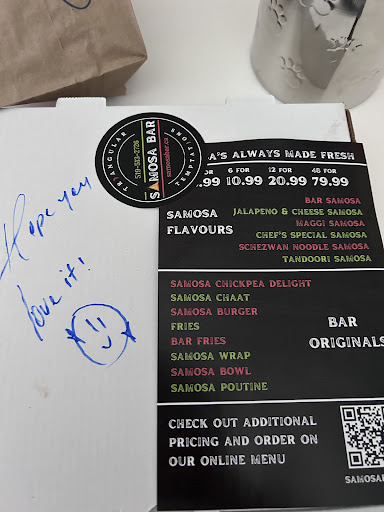 Hope you
love it!
TRIANGULAR
TEMPTATIONS
SAMOSA BAR
samosabar.ca
'S ALWAYS MADE FRESH
6 FOR 12 FOR 48 FOR
.99 10.99 20.99 79.99
SAMOSA
FLAVOURS
BAR SAMOSA
JALAPENO & CHEESE SAMOSA
MAGGI SAMOSA
CHEF'S SPECIAL SAMOSA
SCHEZWAN NOODLE SAMOSA
TANDOORI SAMOSA
SAMOSA CHICKPEA DELIGHT
SAMOSA CHAAT
SAMOSA BURGER
FRIES
BAR FRIES
SAMOSA WRAP
SAMOSA BOWL
SAMOSA POUTINE
BAR
ORIGINALS
CHECK OUT ADDITIONAL
PRICING AND ORDER ON
OUR ONLINE MENU